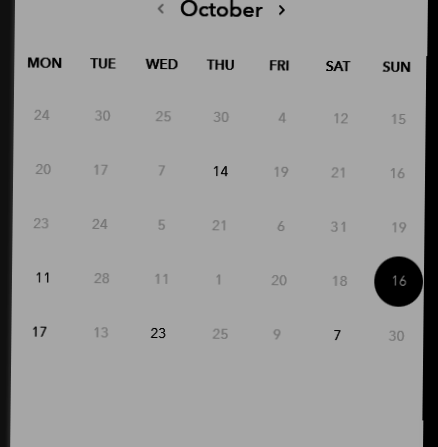 < October >
MON TUE WED THU FRI SAT SUN
24 30 25 30 4 12 15
20 17 7 14 19 21 16
23 24 5 21 6 31 19
11 28 11 1 20 18 16
17 13 23 25 9 7 30